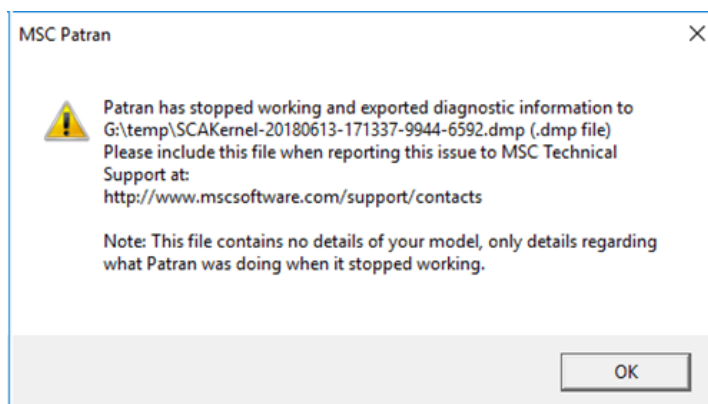 MSC Patran
Patran has stopped working and exported diagnostic information to
G:\temp\SCAKernel-20180613-171337-9944-6592.dmp (.dmp file)
Please include this file when reporting this issue to MSC Technical
Support at:
http://www.mscsoftware.com/support/contacts
Note: This file contains no details of your model, only details regarding
what Patran was doing when it stopped working.
OK